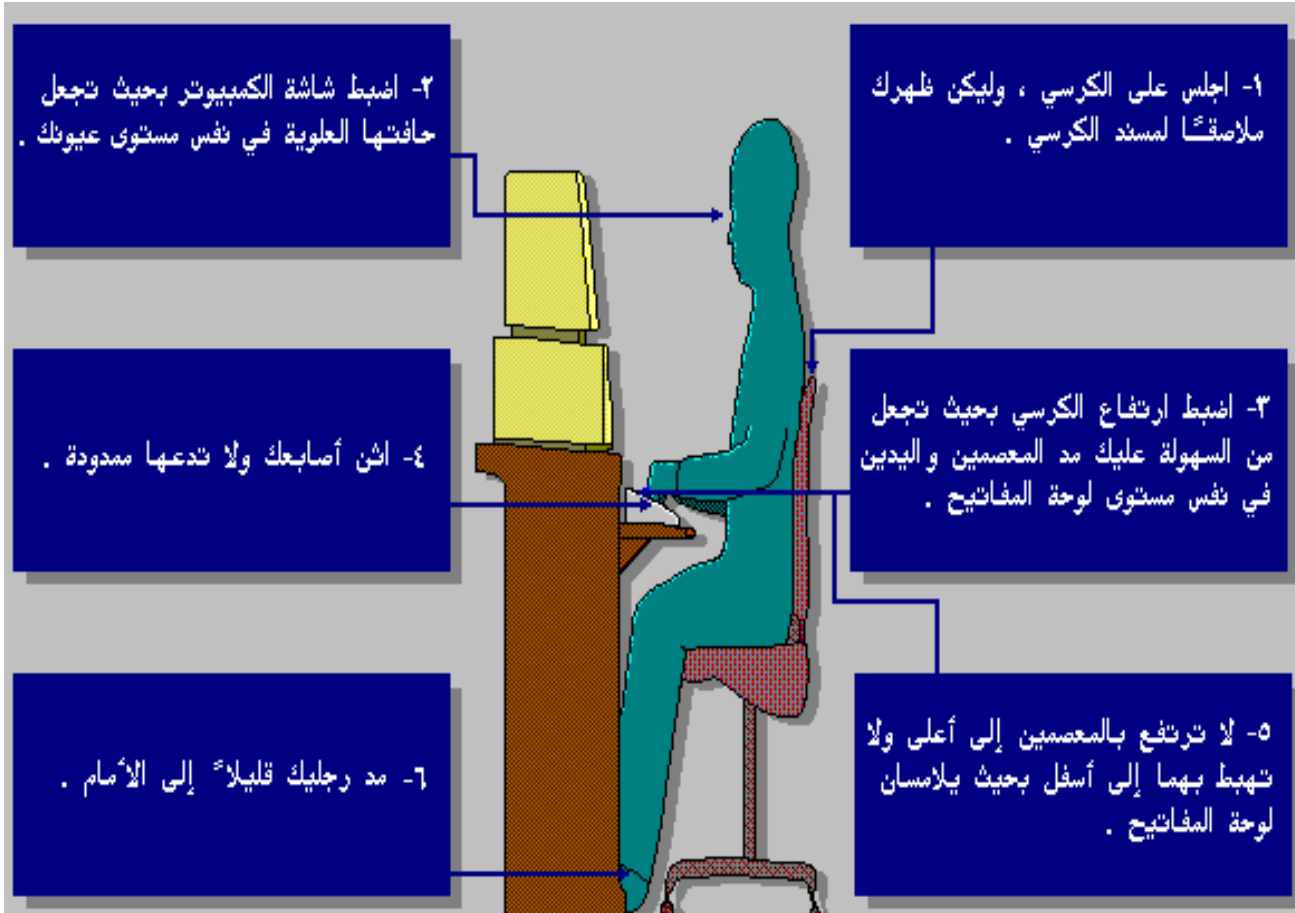 ١- اجلس على الكرسي ، وليكن ظهرك
ملاصقـًا لمسند الكرسي .
٢- اضبط شاشة الكمبيوتر بحيث تجعل
حافتها العلوية في نفس مستوى عيونك .
٣- اضبط ارتفاع الكرسي بحيث تجعل
من السهولة عليك مد المعصمين واليدين
في نفس مستوى لوحة المفاتيح .
٤- اثن أصابعك ولا تدعها ممدودة .
٥- لا ترتفع بالمعصمين إلى أعلى ولا
تهبط بهما إلى أسفل بحيث يلامسان
لوحة المفاتيح .
٦- مد رجليك قليلاً إلى الأمام .